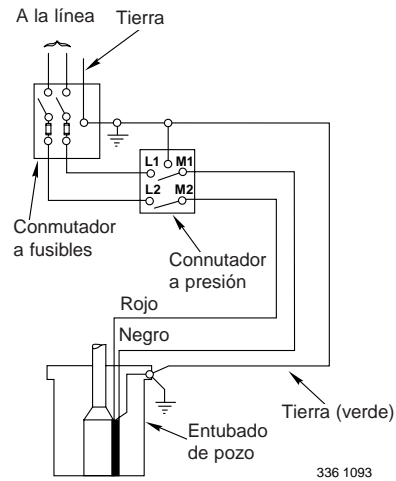 A la línea
Tierra
L1 M1
L2 M2
Conmutador
a fusibles
Connutador
a presión
Rojo
Negro
Tierra (verde)
Entubado
de pozo
336 1093